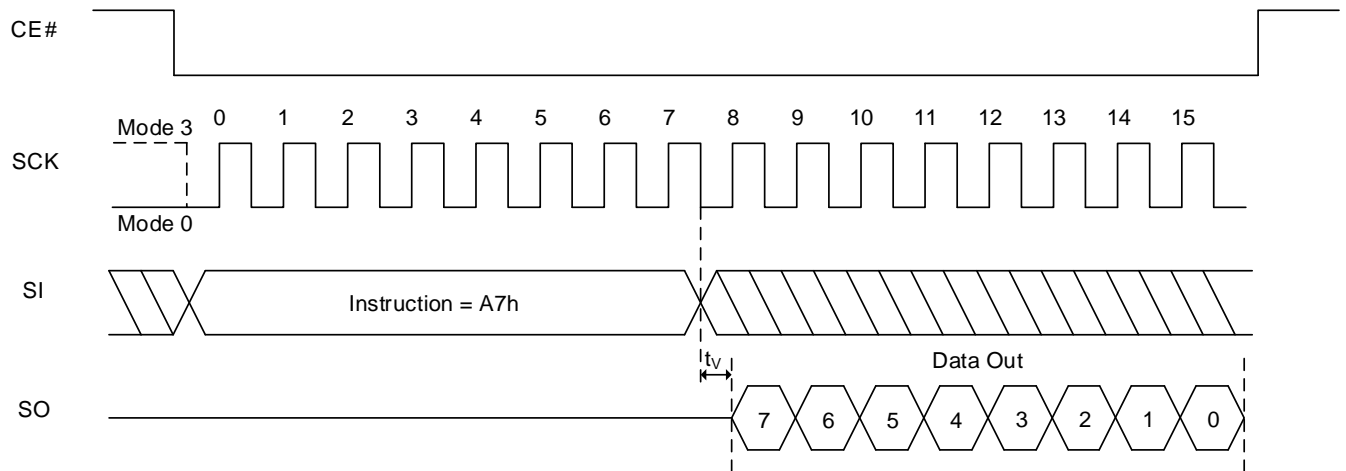 CE#
Mode 3
0 1 2 3 4 5 6 7 8 9 10 11 12 13 14 15
SCK
Mode 0
SI
Instruction = A7h
tV
Data Out
SO
7 6 5 4 3 2 1 0